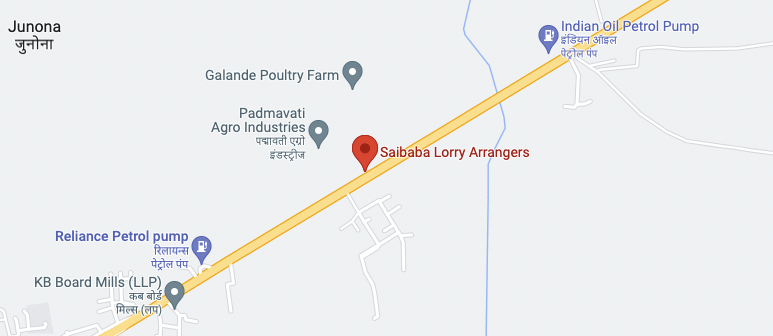 Junona
जुनोना
Indian Oil Petrol Pump
इंडियन ऑइल
पेट्रोल पंप
Galande Poultry Farm
Padmavati
Agro Industries
पद्मावती एग्रो
इंडस्ट्रीज
Saibaba Lorry Arrangers
Reliance Petrol pump
रिलायन्स
पेट्रोल पंप
KB Board Mills (LLP)
कब बोर्ड
मिल्स (लप)